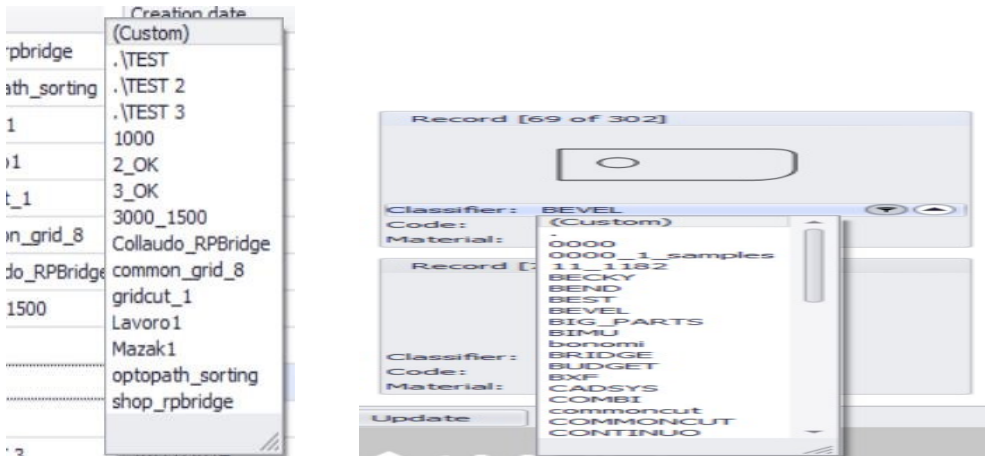 Creation date
(Custom)
.\TEST
.\TEST 2
.\TEST 3
1000
2_OK
3_OK
3000_1500
Collaudo_RPBridge
common_grid_8
gridcut_1
Lavoro1
Mazak1
optopath_sorting
shop_rpbridge
rpbridge
ath_sorting
1
o1
t_1
on_grid_8
do_RPBridge
1500
Record [69 of 302]
Classifier: BEVEL
Code:
Material:
(Custom)
.
0000
0000_1_samples
11_1182
BECKY
BEND
BEST
BEVEL
BIG_PARTS
BIMU
bonomi
BRIDGE
BUDGET
BXF
CADSYS
COMBI
commoncut
COMMONCUT
CONTINUO
Record [7
Classifier:
Code:
Material:
Update